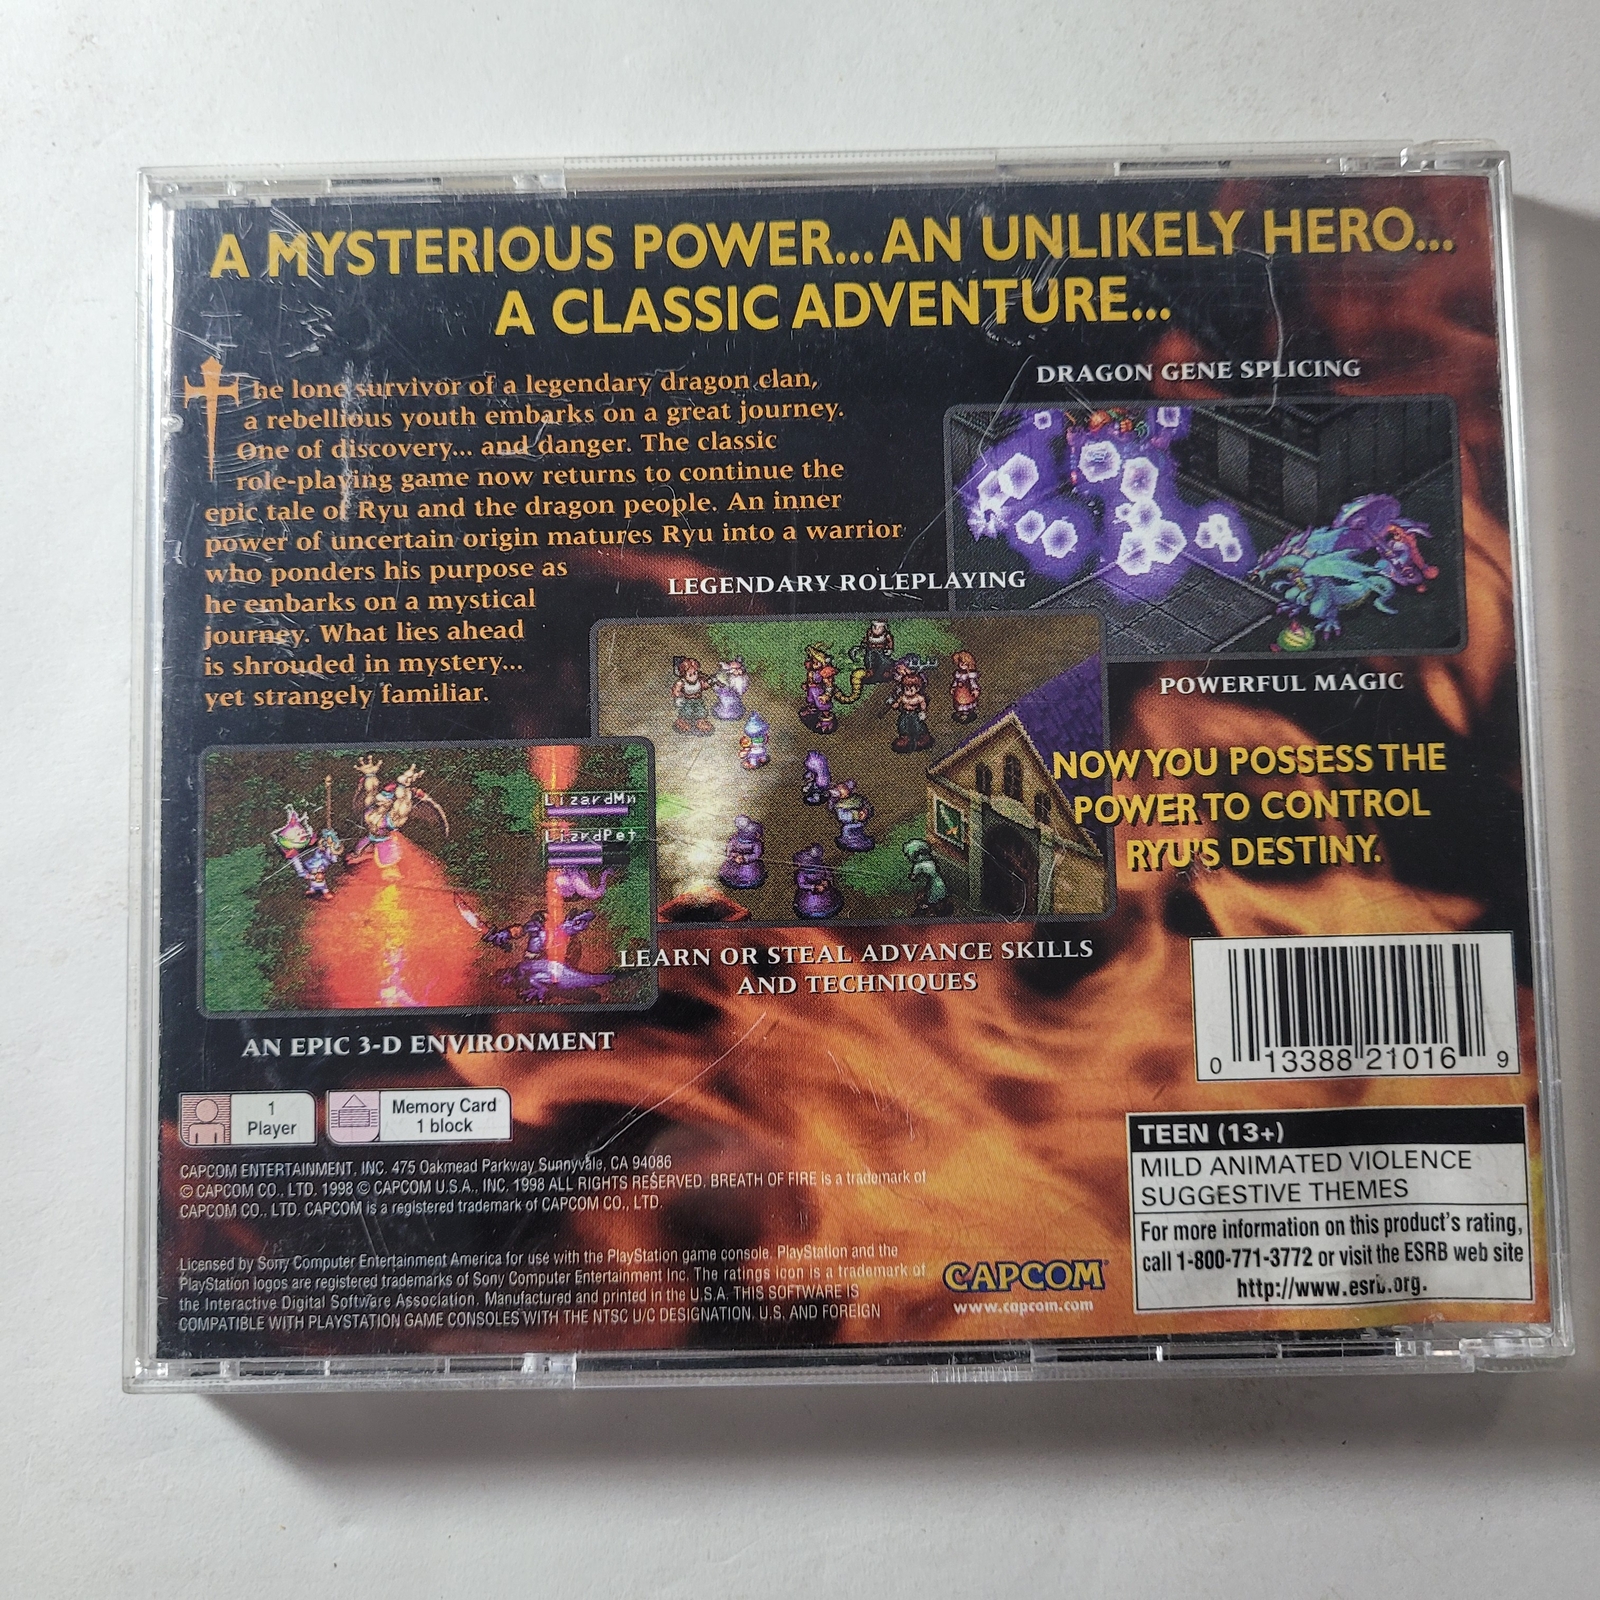 A MYSTERIOUS POWER... AN UNLIKELY HERO...
A CLASSIC ADVENTURE...
The lone survivor of a legendary dragon clan,
a rebellious youth embarks on a great journey.
One of discovery... and danger. The classic
role-playing game now returns to continue the
epic tale of Ryu and the dragon people. An inner
power of uncertain origin matures Ryu into a warrior
who ponders his purpose as
he embarks on a mystical
journey. What lies ahead
is shrouded in mystery...
yet strangely familiar.
DRAGON GENE SPLICING
LEGENDARY ROLEPLAYING
POWERFUL MAGIC
NOW YOU POSSESS THE
POWER TO CONTROL
RYU'S DESTINY.
LizardMn
LizrdPet
LEARN OR STEAL ADVANCE SKILLS
AND TECHNIQUES
AN EPIC 3-D ENVIRONMENT
0 13388 21016 9
1
Player
Memory Card
1 block
CAPCOM ENTERTAINMENT, INC. 475 Oakmead Parkway Sunnyvale, CA 94086
© CAPCOM CO., LTD. 1998 © CAPCOM U.S.A., INC. 1998 ALL RIGHTS RESERVED. BREATH OF FIRE is a trademark of
CAPCOM CO., LTD. CAPCOM is a registered trademark of CAPCOM CO., LTD.
Licensed by Sony Computer Entertainment America for use with the PlayStation game console. PlayStation and the
PlayStation logos are registered trademarks of Sony Computer Entertainment Inc. The ratings icon is a trademark of
the Interactive Digital Software Association. Manufactured and printed in the U.S.A. THIS SOFTWARE IS
COMPATIBLE WITH PLAYSTATION GAME CONSOLES WITH THE NTSC U/C DESIGNATION. U.S. AND FOREIGN
CAPCOM
www.capcom.com
TEEN (13+)
MILD ANIMATED VIOLENCE
SUGGESTIVE THEMES
For more information on this product's rating,
call 1-800-771-3772 or visit the ESRB web site
http://www.esrb.org.